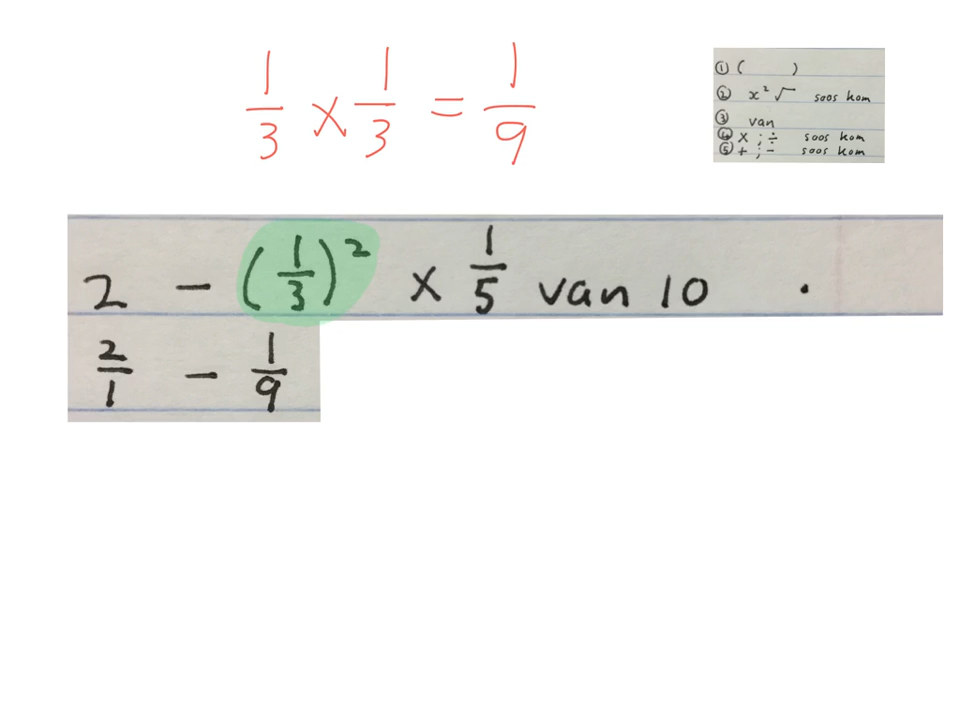 1/3 × 1/3 = 1/9
① ( )
② x² √ soos kom
③ van
④ × ; ÷ soos kom
⑤ + ; - soos kom
2 - (1/3)² × 1/5 van 10 .
2/1 - 1/9